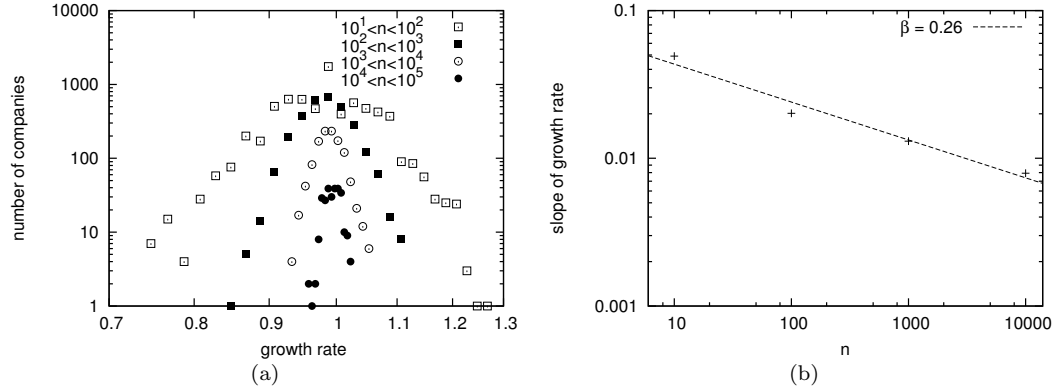 10000
1000
100
10
1
number of companies
10^1<n<10^2
10^2<n<10^3
10^3<n<10^4
10^4<n<10^5
0.7 0.8 0.9 1 1.1 1.2 1.3
growth rate
(a)
0.1
0.01
0.001
slope of growth rate
β = 0.26
10 100 1000 10000
n
(b)